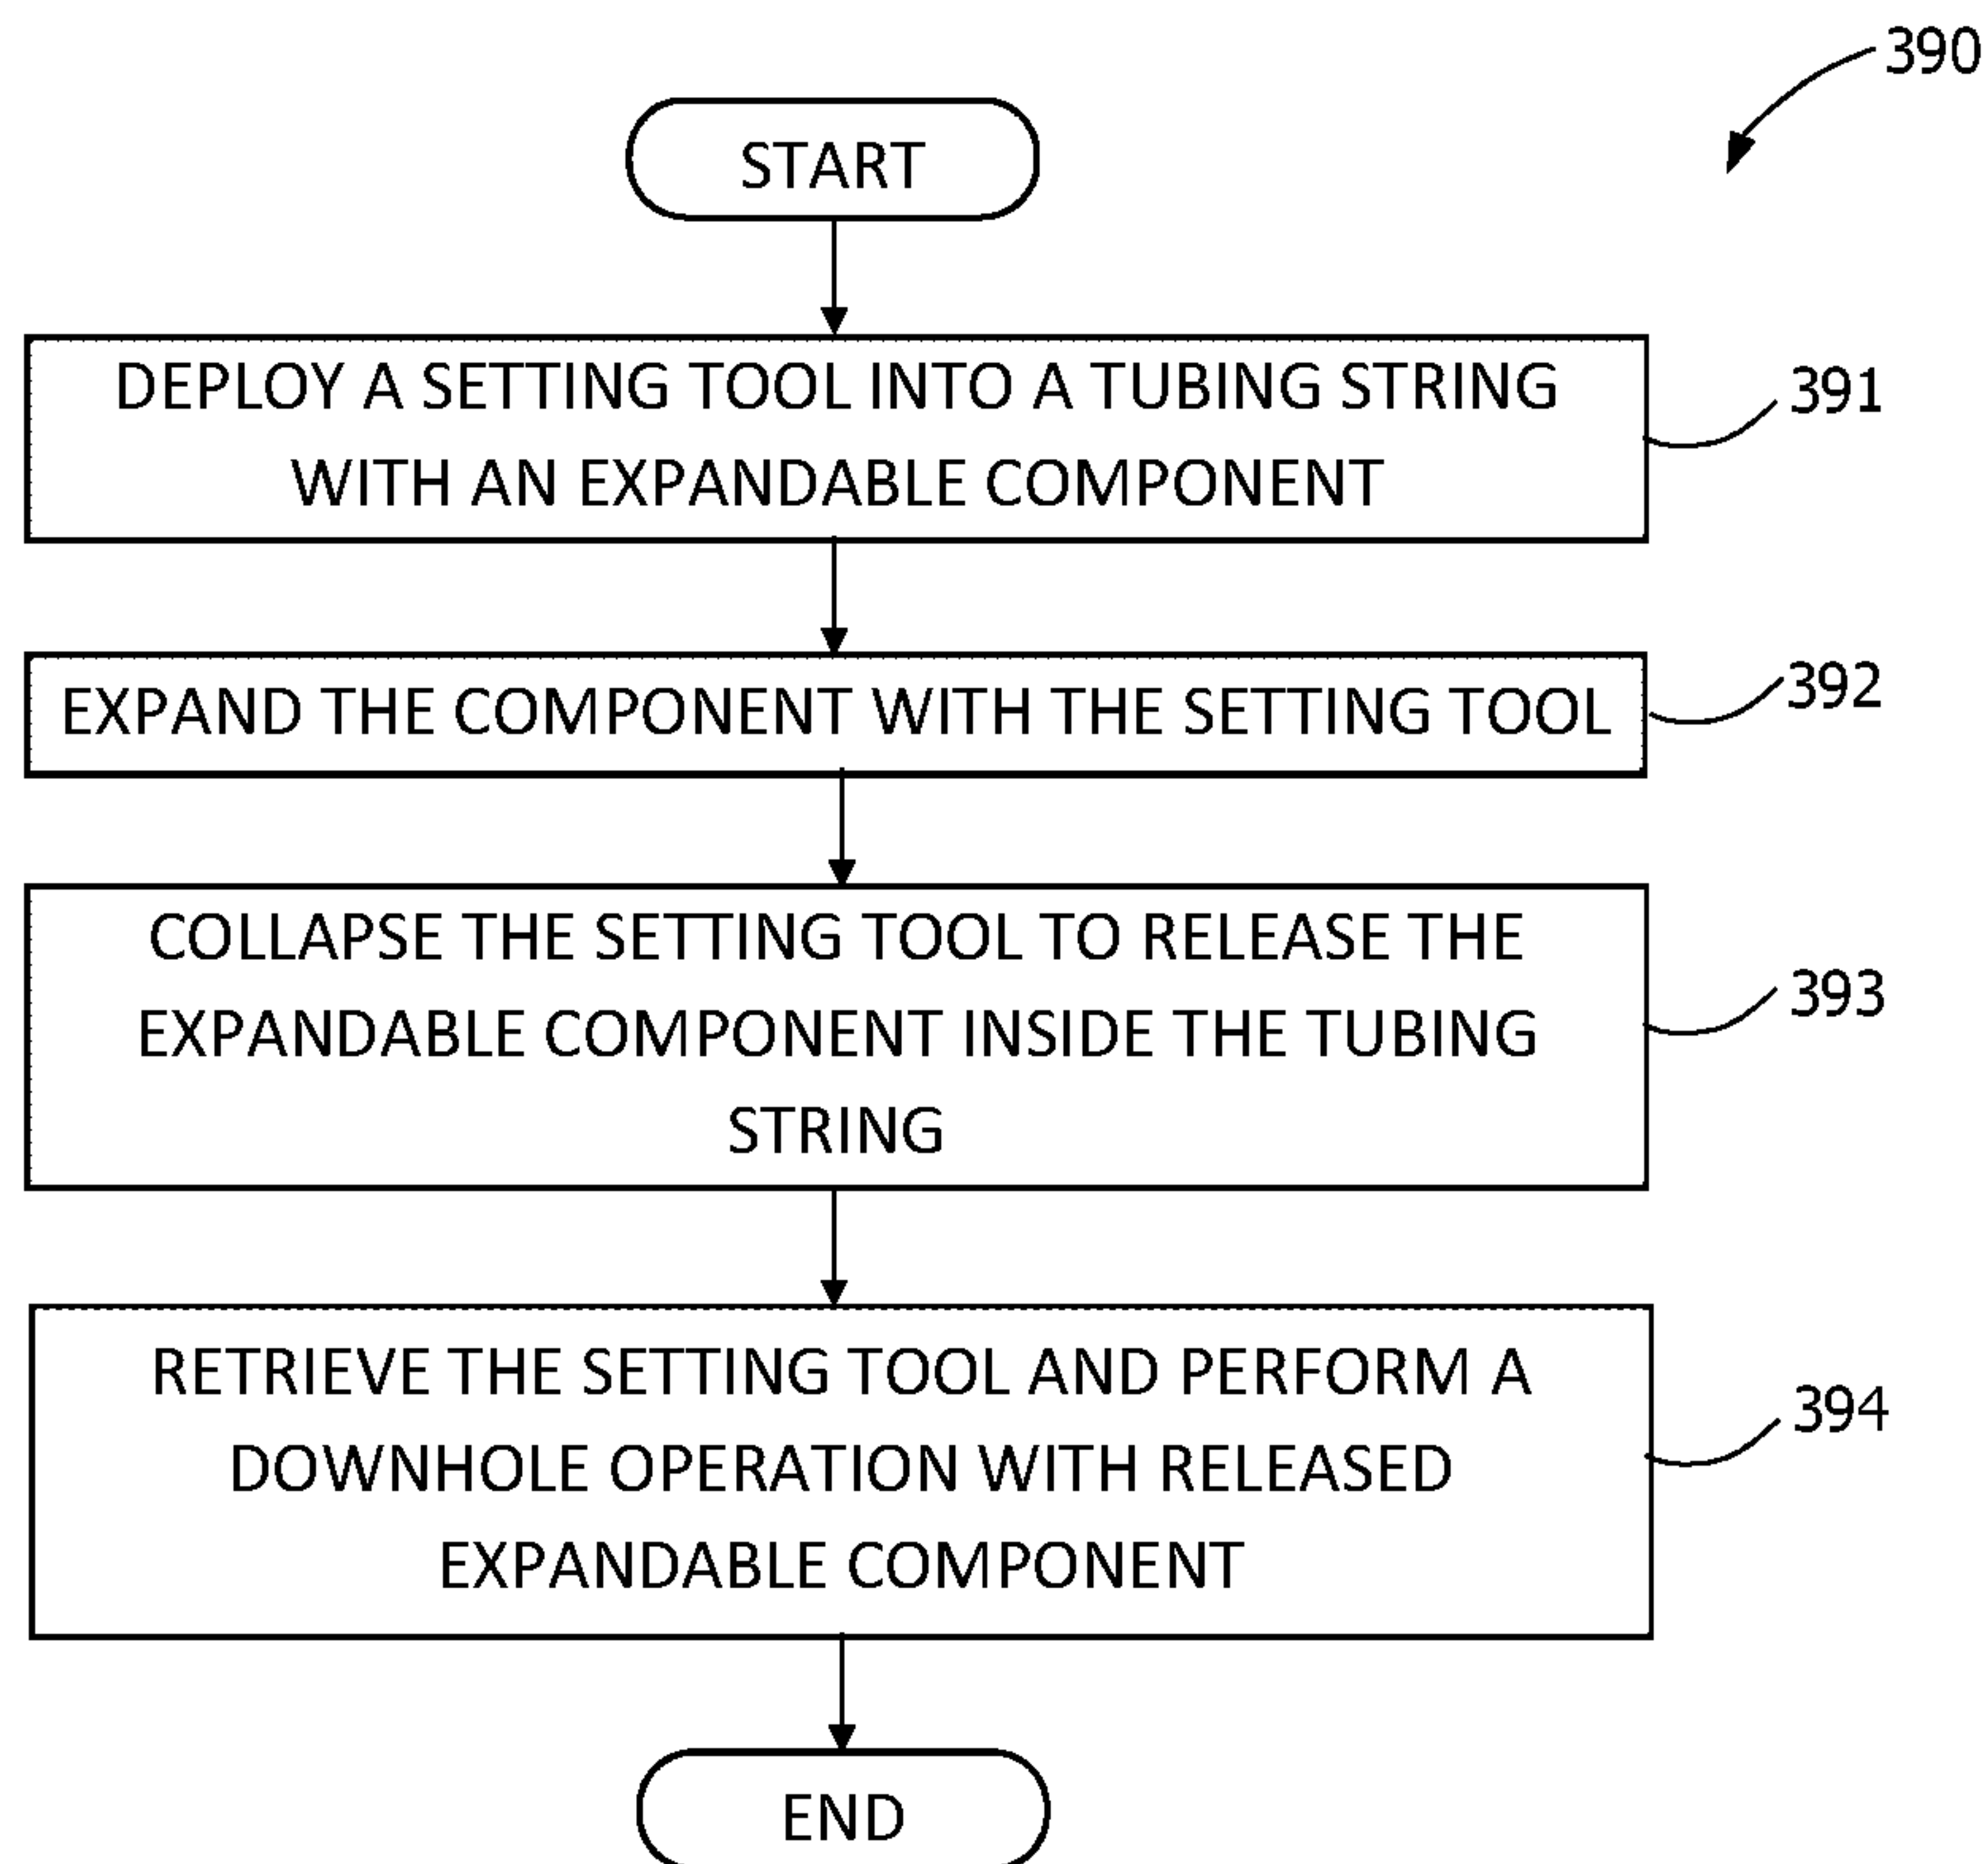 390
START
DEPLOY A SETTING TOOL INTO A TUBING STRING
WITH AN EXPANDABLE COMPONENT
391
EXPAND THE COMPONENT WITH THE SETTING TOOL
392
COLLAPSE THE SETTING TOOL TO RELEASE THE
EXPANDABLE COMPONENT INSIDE THE TUBING
STRING
393
RETRIEVE THE SETTING TOOL AND PERFORM A
DOWNHOLE OPERATION WITH RELEASED
EXPANDABLE COMPONENT
394
END